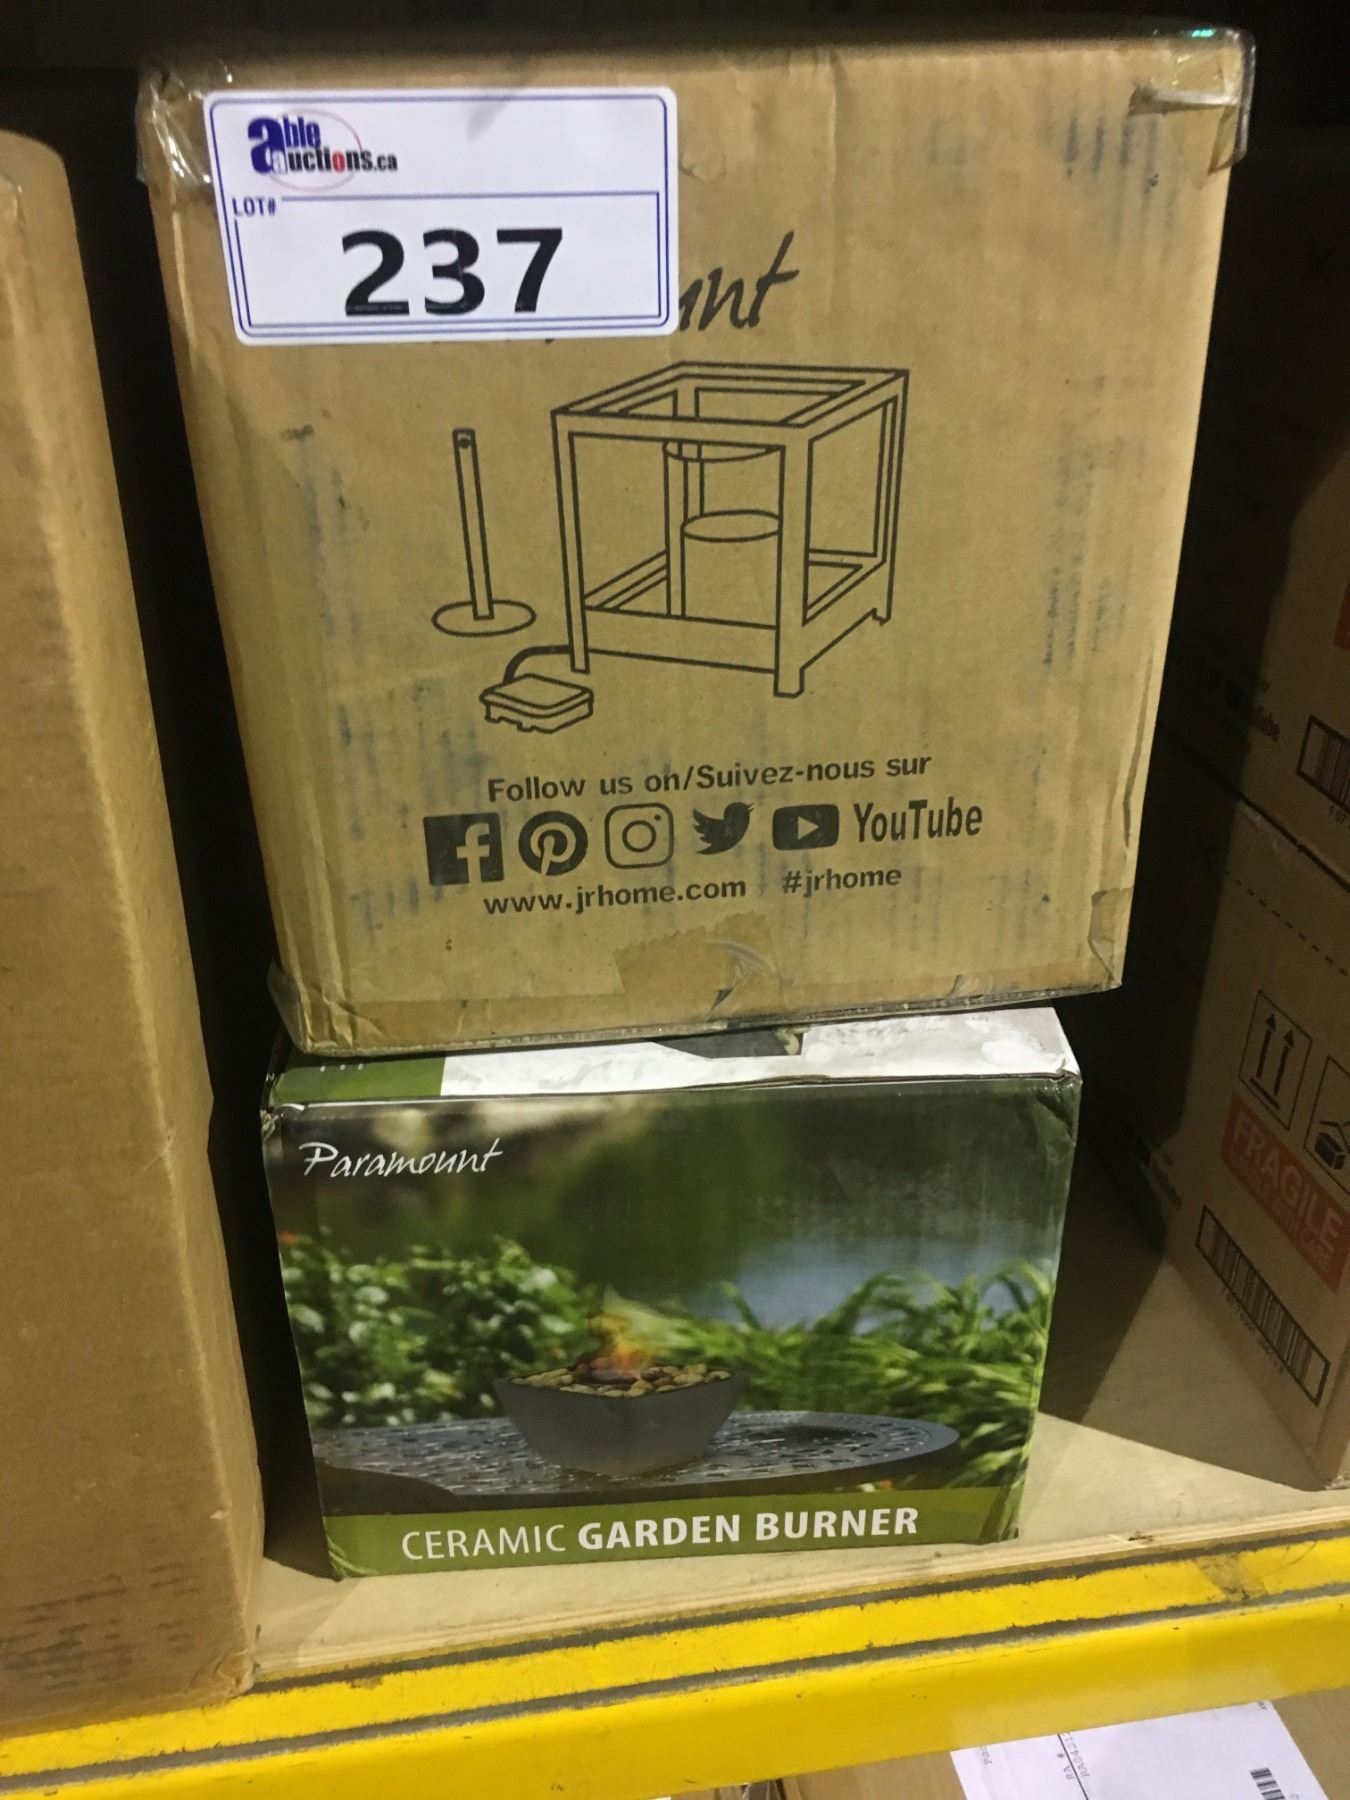 able
auctions.ca
LOT#
237
Follow us on/Suivez-nous sur
YouTube
www.jrhome.com #jrhome
Paramount
CERAMIC GARDEN BURNER
FRAGILE